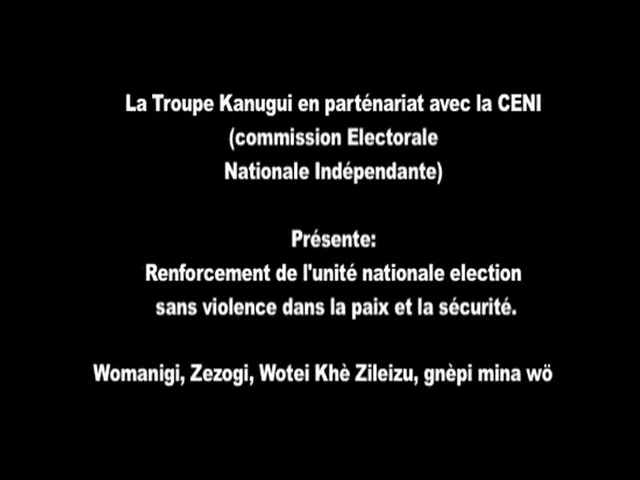 La Troupe Kanugui en parténariat avec la CENI
(commission Electorale
Nationale Indépendante)
Présente:
Renforcement de l'unité nationale election
sans violence dans la paix et la sécurité.
Womanigi, Zezogi, Wotei Khè Zileizu, gnèpi mina wö